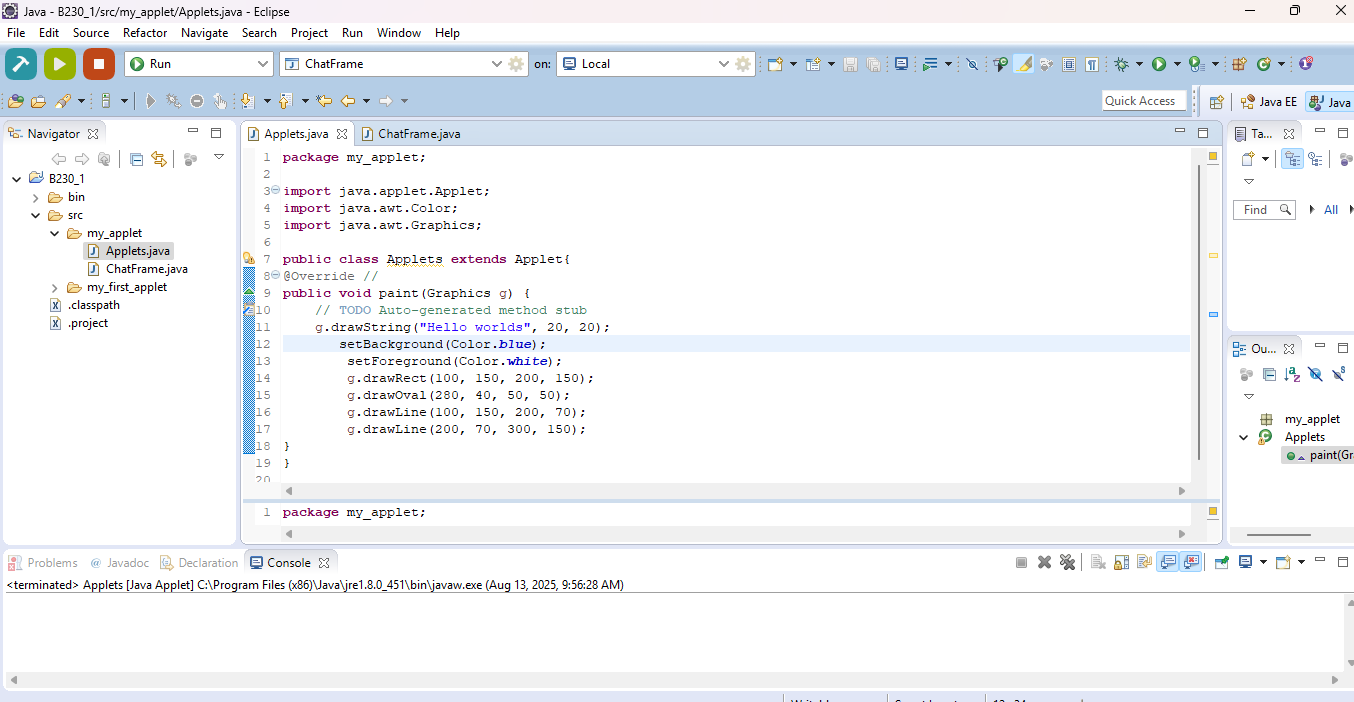 Java - B230_1/src/my_applet/Applets.java - Eclipse
File Edit Source Refactor Navigate Search Project Run Window Help
Run ChatFrame on: Local
Quick Access Java EE Java
Navigator
B230_1
bin
src
my_applet
Applets.java
ChatFrame.java
my_first_applet
.classpath
.project
Applets.java ChatFrame.java
1 package my_applet;
2
3 import java.applet.Applet;
4 import java.awt.Color;
5 import java.awt.Graphics;
6
7 public class Applets extends Applet{
8 @Override //
9 public void paint(Graphics g) {
10 // TODO Auto-generated method stub
11 g.drawString("Hello worlds", 20, 20);
12 setBackground(Color.blue);
13 setForeground(Color.white);
14 g.drawRect(100, 150, 200, 150);
15 g.drawOval(280, 40, 50, 50);
16 g.drawLine(100, 150, 200, 70);
17 g.drawLine(200, 70, 300, 150);
18 }
19 }
20
1 package my_applet;
Ta...
Find All
Ou...
my_applet
Applets
paint(Gr
Problems @ Javadoc Declaration Console
<terminated> Applets [Java Applet] C:\Program Files (x86)\Java\jre1.8.0_451\bin\javaw.exe (Aug 13, 2025, 9:56:28 AM)